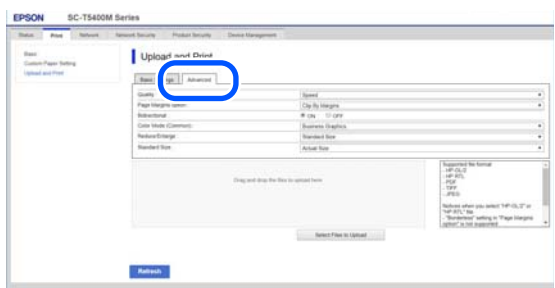 EPSON SC-T5400M Series
Status Print Network Network Security Product Security Device Management
Basic
Custom Paper Setting
Upload and Print
Upload and Print
Basic Advanced
Quality : Speed
Page Margins option : Clip By Margins
Bidirectional : ON OFF
Color Mode (Common) : Business Graphics
Reduce/Enlarge : Standard Size
Standard Size : Actual Size
Drag and drop the files to upload here.
Supported file format
- HP-GL/2
- HP RTL
- PDF
- TIFF
- JPEG
Notices when you select "HP-GL/2" or
"HP RTL" file
- "Borderless" setting in "Page Margins
option" is not supported
Select Files to Upload
Refresh